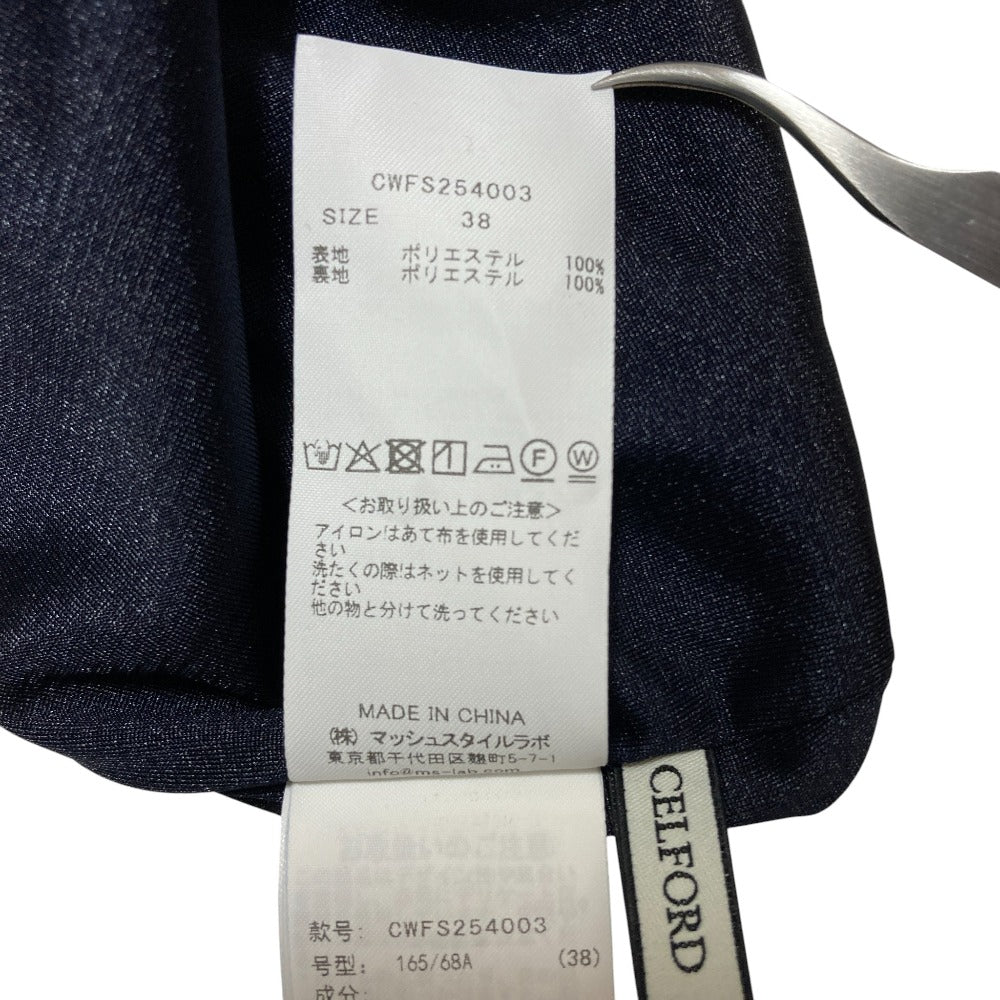 CWFS254003
SIZE 38
表地 ポリエステル 100%
裏地 ポリエステル 100%
F W
<お取り扱い上のご注意>
アイロンはあて布を使用してくだ
さい
洗たくの際はネットを使用してく
ださい
他の物と分けて洗ってください
MADE IN CHINA
(株) マッシュスタイルラボ
東京都千代田区麹町5-7-1
info@ms-lab.com
款号: CWFS254003
号型: 165/68A (38)
成分:
CELFORD